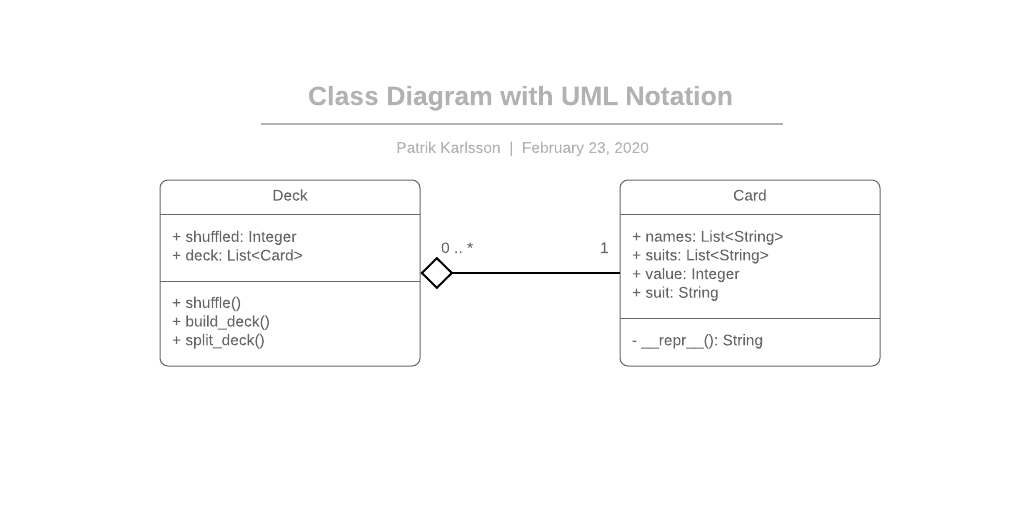 Class Diagram with UML Notation
Patrik Karlsson | February 23, 2020
Deck
+ shuffled: Integer
+ deck: List<Card>
+ shuffle()
+ build_deck()
+ split_deck()
0 .. *
1
Card
+ names: List<String>
+ suits: List<String>
+ value: Integer
+ suit: String
- __repr__(): String